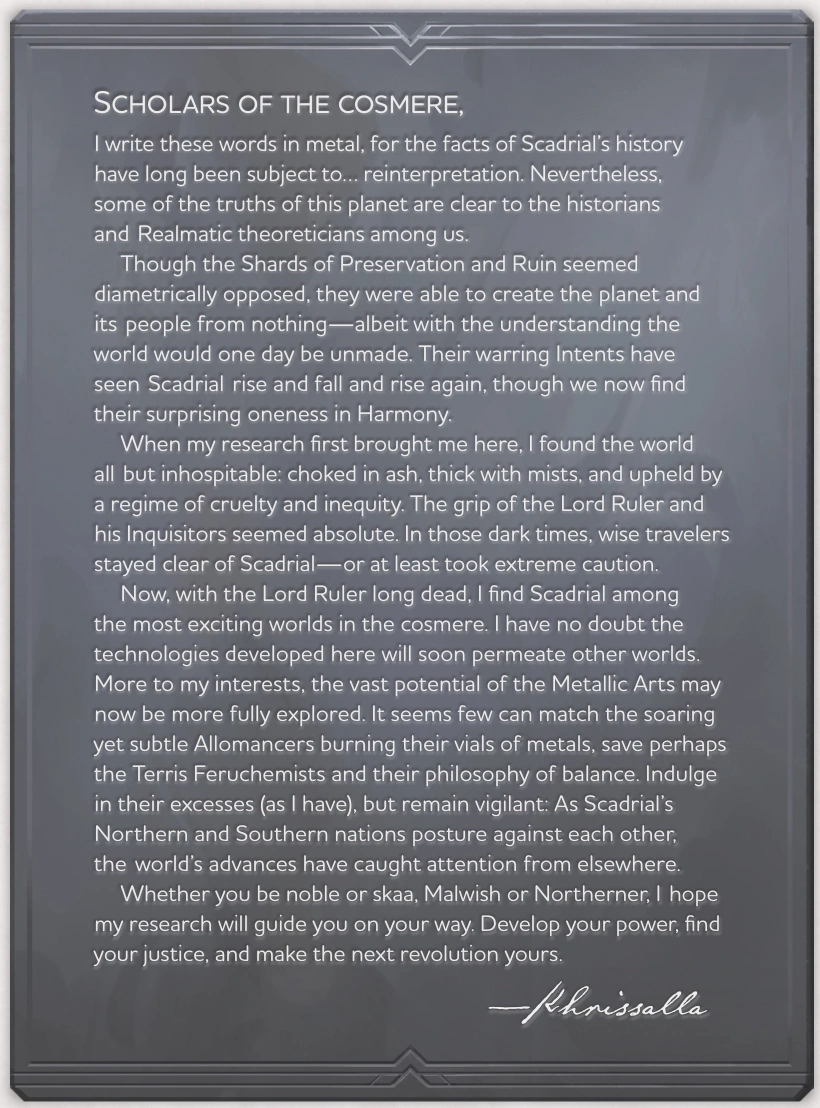 SCHOLARS OF THE COSMERE,
I write these words in metal, for the facts of Scadrial's history
have long been subject to... reinterpretation. Nevertheless,
some of the truths of this planet are clear to the historians
and Realmatic theoreticians among us.
Though the Shards of Preservation and Ruin seemed
diametrically opposed, they were able to create the planet and
its people from nothing—albeit with the understanding the
world would one day be unmade. Their warring Intents have
seen Scadrial rise and fall and rise again, though we now find
their surprising oneness in Harmony.
When my research first brought me here, I found the world
all but inhospitable: choked in ash, thick with mists, and upheld by
a regime of cruelty and inequity. The grip of the Lord Ruler and
his Inquisitors seemed absolute. In those dark times, wise travelers
stayed clear of Scadrial—or at least took extreme caution.
Now, with the Lord Ruler long dead, I find Scadrial among
the most exciting worlds in the cosmere. I have no doubt the
technologies developed here will soon permeate other worlds.
More to my interests, the vast potential of the Metallic Arts may
now be more fully explored. It seems few can match the soaring
yet subtle Allomancers burning their vials of metals, save perhaps
the Terris Feruchemists and their philosophy of balance. Indulge
in their excesses (as I have), but remain vigilant: As Scadrial's
Northern and Southern nations posture against each other,
the world's advances have caught attention from elsewhere.
Whether you be noble or skaa, Malwish or Northerner, I hope
my research will guide you on your way. Develop your power, find
your justice, and make the next revolution yours.
—Khrissalla